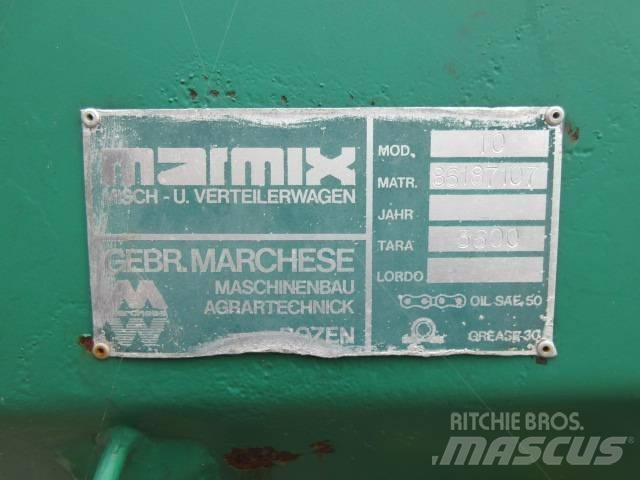 marmix
MISCH - U. VERTEILERWAGEN
GEBR. MARCHESE
MASCHINENBAU
AGRARTECHNICK
BOZEN
MOD. 10
MATR. 86187107
JAHR
TARA 3600
LORDO
OIL SAE 50
GREASE 30
RITCHIE BROS.
MASCUS